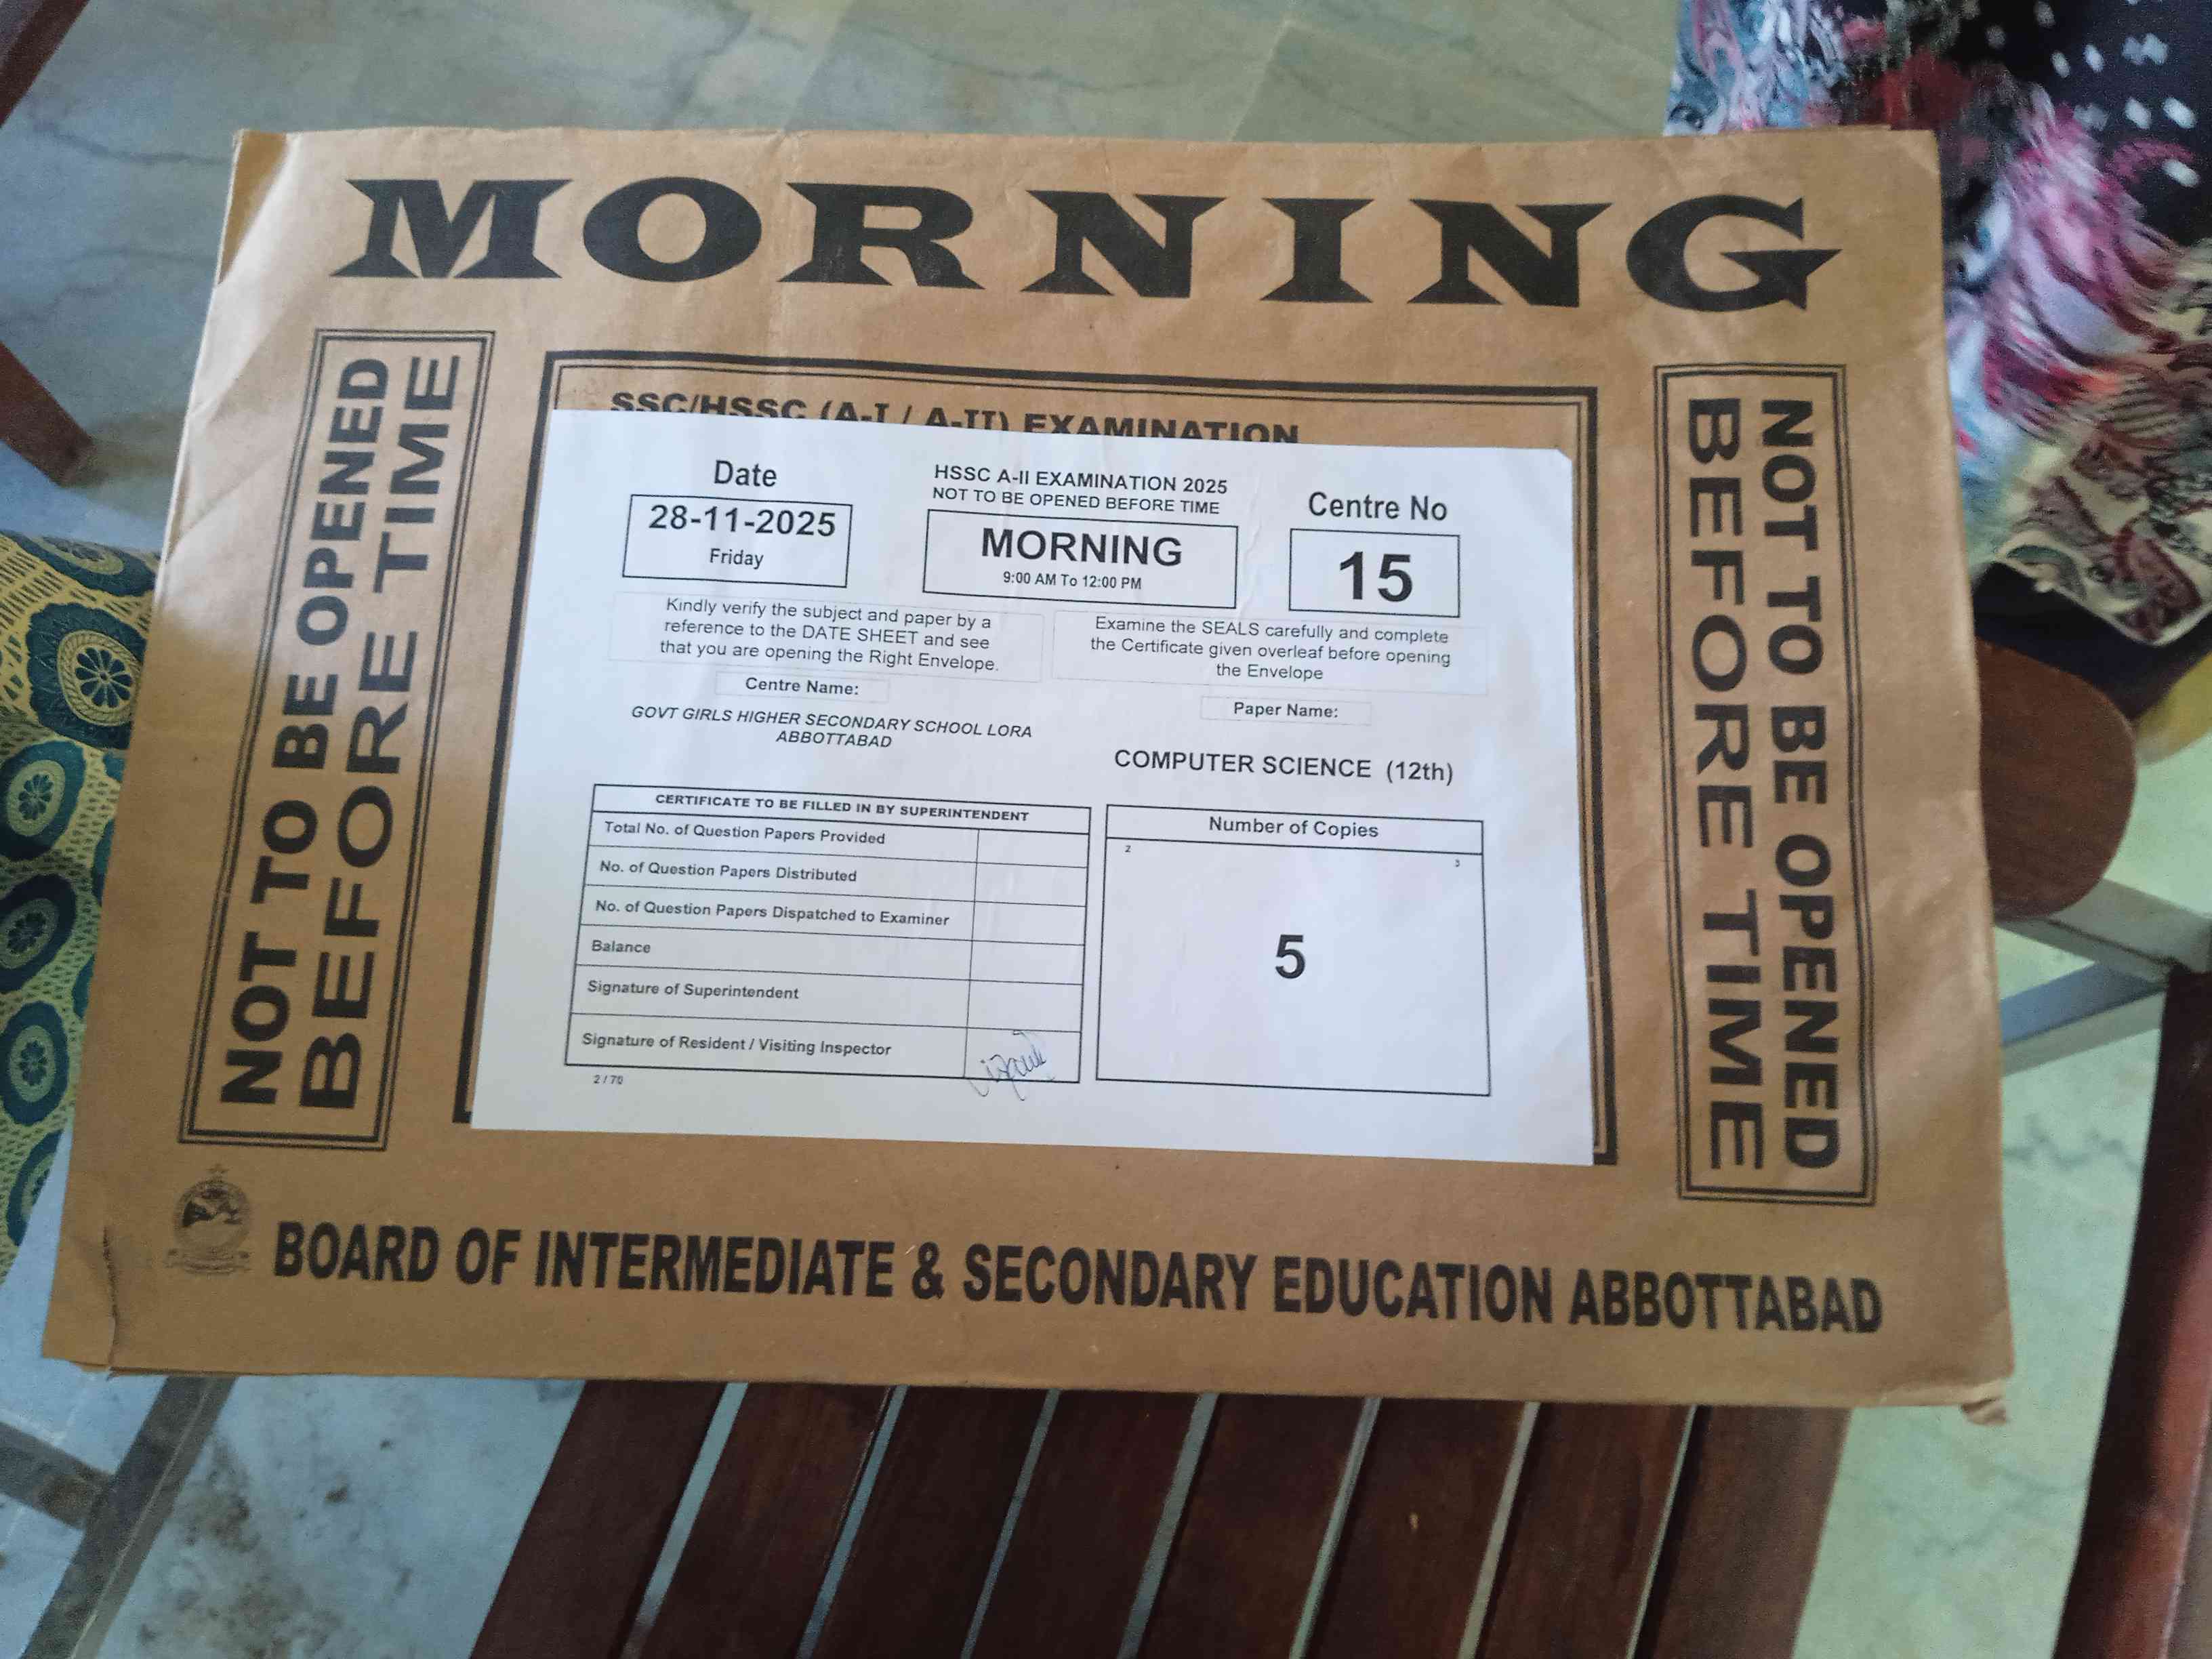 MORNING
NOT TO BE OPENED
BEFORE TIME
SSC/HSSC (A-I / A-II) EXAMINATION
Date
28-11-2025
Friday
HSSC A-II EXAMINATION 2025
NOT TO BE OPENED BEFORE TIME
MORNING
9:00 AM To 12:00 PM
Centre No
15
Kindly verify the subject and paper by a
reference to the DATE SHEET and see
that you are opening the Right Envelope.
Examine the SEALS carefully and complete
the Certificate given overleaf before opening
the Envelope
Centre Name:
GOVT GIRLS HIGHER SECONDARY SCHOOL LORA
ABBOTTABAD
Paper Name:
COMPUTER SCIENCE (12th)
CERTIFICATE TO BE FILLED IN BY SUPERINTENDENT
Total No. of Question Papers Provided
No. of Question Papers Distributed
No. of Question Papers Dispatched to Examiner
Balance
Signature of Superintendent
Signature of Resident / Visiting Inspector
2 / 70
Number of Copies
2 3
5
NOT TO BE OPENED
BEFORE TIME
BOARD OF INTERMEDIATE & SECONDARY EDUCATION ABBOTTABAD